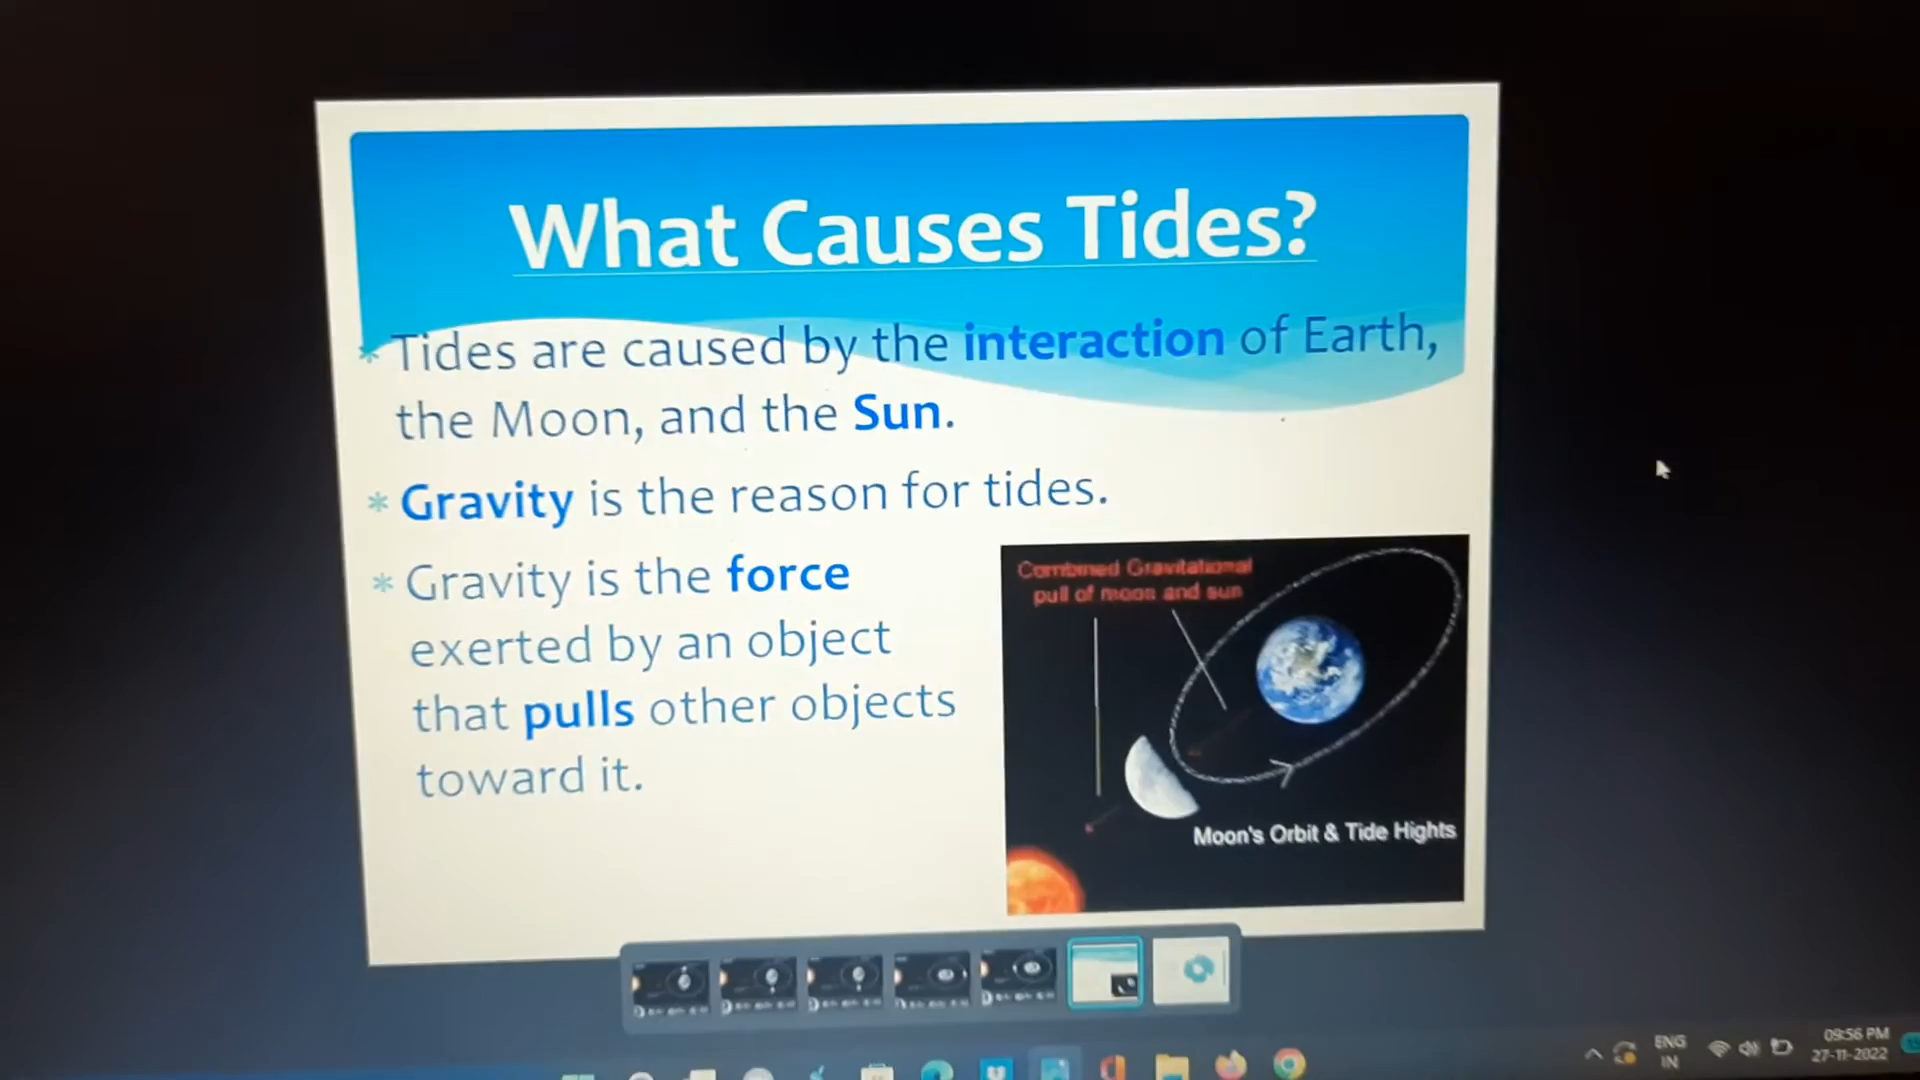 What Causes Tides?
* Tides are caused by the interaction of Earth,
the Moon, and the Sun.
* Gravity is the reason for tides.
* Gravity is the force
exerted by an object
that pulls other objects
toward it.
Combined Gravitational
pull of moon and sun
Moon's Orbit & Tide Hights
ENG
IN
09:56 PM
27-11-2022